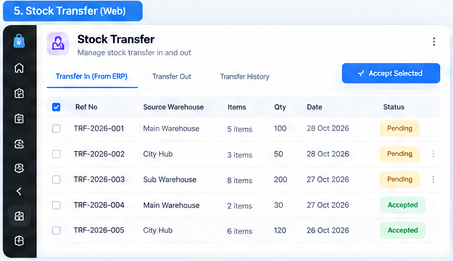 5. Stock Transfer (Web)
Stock Transfer
Manage stock transfer in and out
Transfer In (From ERP) Transfer Out Transfer History Accept Selected
Ref No Source Warehouse Items Qty Date Status
TRF-2026-001 Main Warehouse 5 items 100 28 Oct 2026 Pending
TRF-2026-002 City Hub 3 items 50 28 Oct 2026 Pending
TRF-2026-003 Sub Warehouse 8 items 200 27 Oct 2026 Pending
TRF-2026-004 Main Warehouse 2 items 30 27 Oct 2026 Accepted
TRF-2026-005 City Hub 6 items 120 26 Oct 2026 Accepted